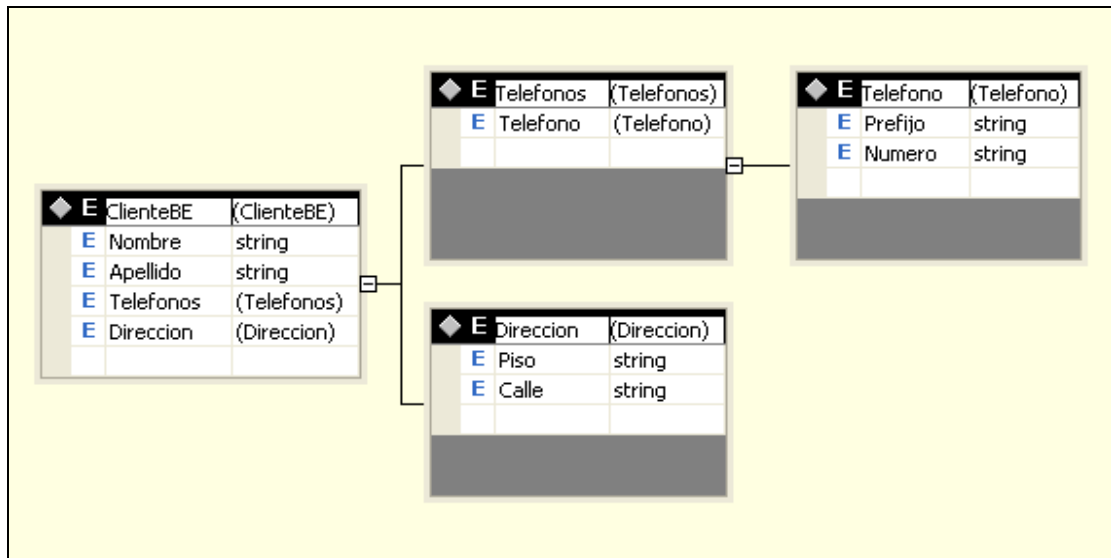 E ClienteBE (ClienteBE)
E Nombre string
E Apellido string
E Telefonos (Telefonos)
E Direccion (Direccion)
E Telefonos (Telefonos)
E Telefono (Telefono)
E Telefono (Telefono)
E Prefijo string
E Numero string
E Direccion (Direccion)
E Piso string
E Calle string